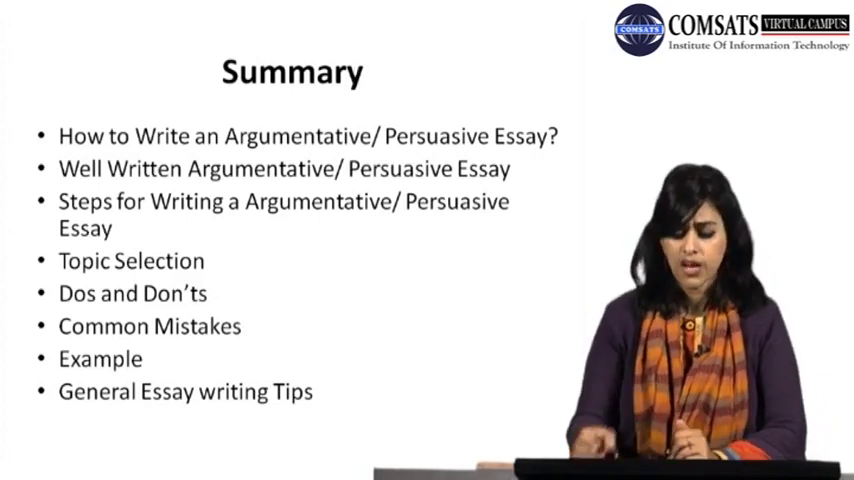 COMSATS VIRTUAL CAMPUS
COMSATS
Institute Of Information Technology
Summary
• How to Write an Argumentative/ Persuasive Essay?
• Well Written Argumentative/ Persuasive Essay
• Steps for Writing a Argumentative/ Persuasive
Essay
• Topic Selection
• Dos and Don'ts
• Common Mistakes
• Example
• General Essay writing Tips